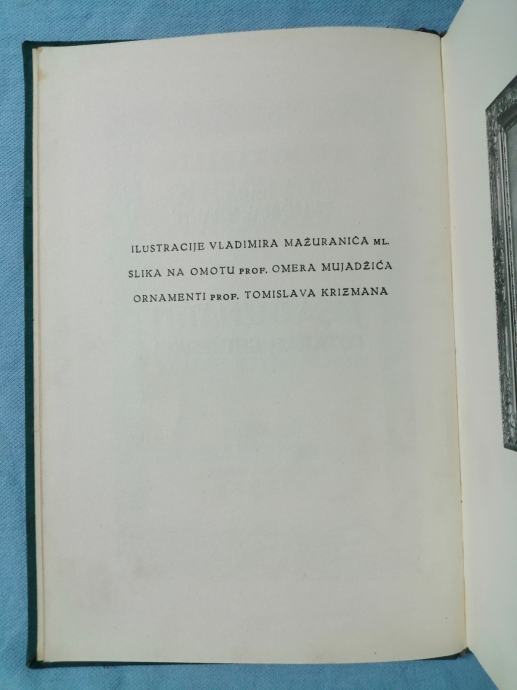 ILUSTRACIJE VLADIMIRA MAŽURANIĆA ML.
SLIKA NA OMOTU PROF. OMERA MUJADŽIĆA
ORNAMENTI PROF. TOMISLAVA KRIZMANA